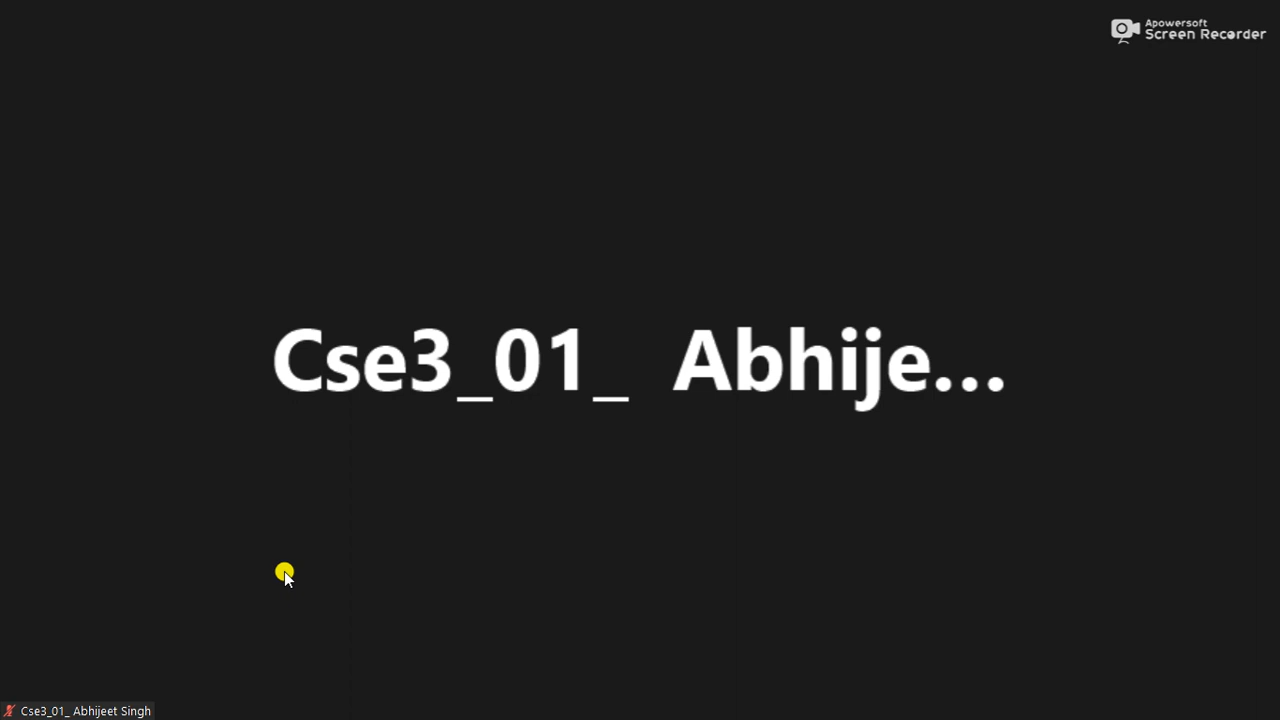 Apowersoft
Screen Recorder
Cse3_01_ Abhije...
Cse3_01_ Abhijeet Singh